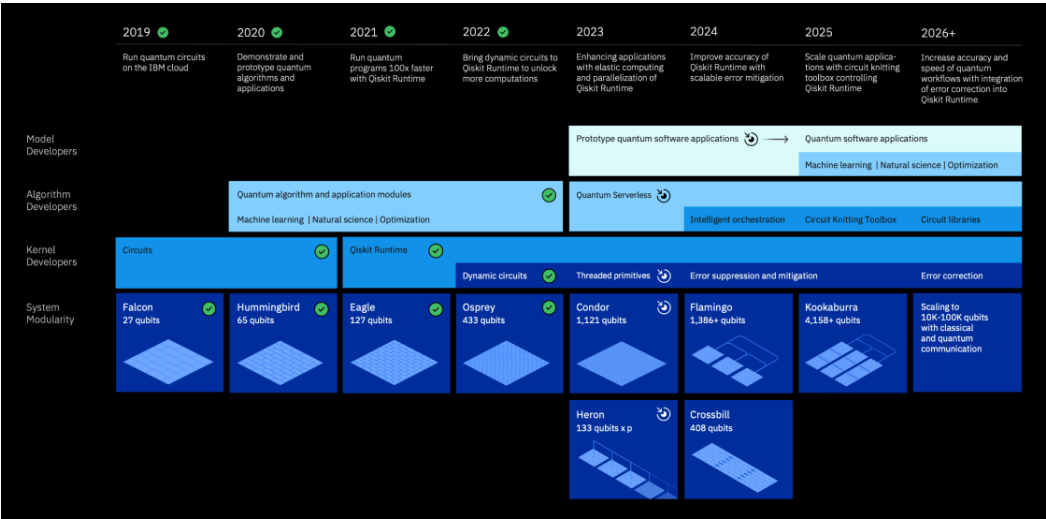 2019
2020
2021
2022
2023
2024
2025
2026+
Run quantum circuits
on the IBM cloud
Demonstrate and
prototype quantum
algorithms and
applications
Run quantum
programs 100x faster
with Qiskit Runtime
Bring dynamic circuits to
Qiskit Runtime to unlock
more computations
Enhancing applications
with elastic computing
and parallelization of
Qiskit Runtime
Improve accuracy of
Qiskit Runtime with
scalable error mitigation
Scale quantum applica-
tions with circuit knitting
toolbox controlling
Qiskit Runtime
Increase accuracy and
speed of quantum
workflows with integration
of error correction into
Qiskit Runtime
Model
Developers
Prototype quantum software applications
Quantum software applications
Machine learning | Natural science | Optimization
Algorithm
Developers
Quantum algorithm and application modules
Machine learning | Natural science | Optimization
Quantum Serverless
Intelligent orchestration
Circuit Knitting Toolbox
Circuit libraries
Kernel
Developers
Circuits
Qiskit Runtime
Dynamic circuits
Threaded primitives
Error suppression and mitigation
Error correction
System
Modularity
Falcon
27 qubits
Hummingbird
65 qubits
Eagle
127 qubits
Osprey
433 qubits
Condor
1,121 qubits
Flamingo
1,386+ qubits
Kookaburra
4,158+ qubits
Scaling to
10K-100K qubits
with classical
and quantum
communication
Heron
133 qubits x p
Crossbill
408 qubits